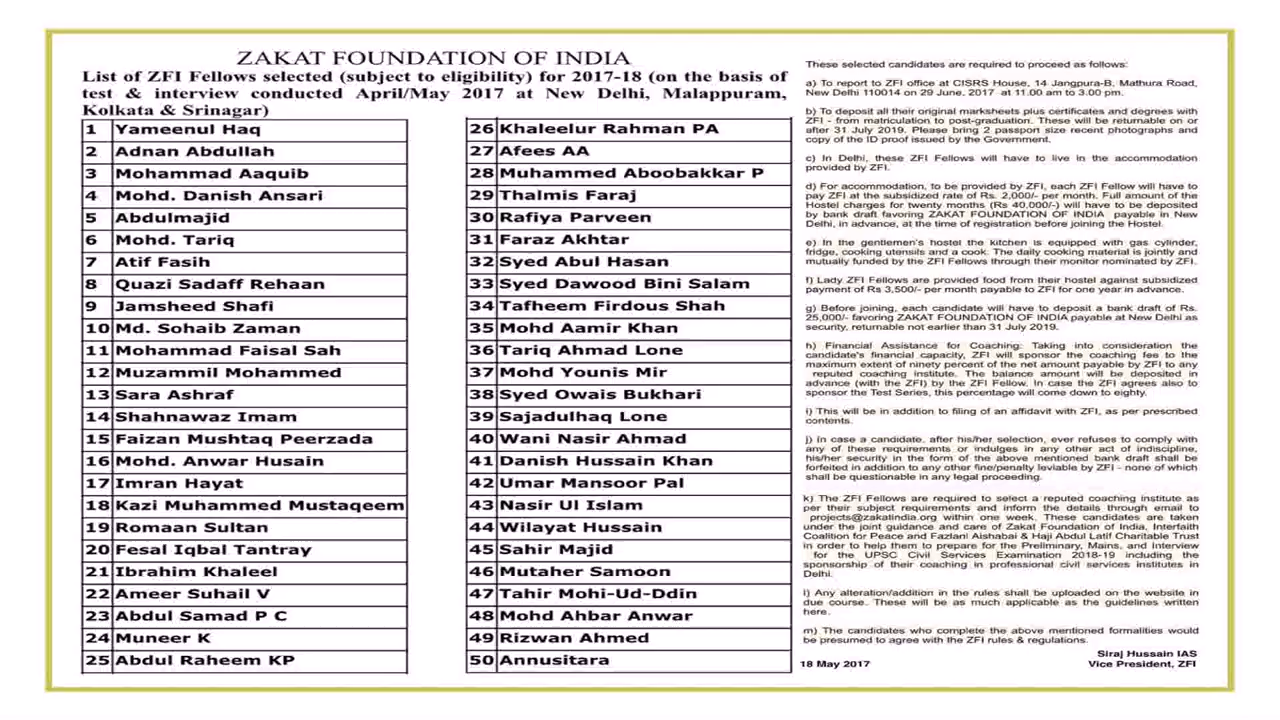 ZAKAT FOUNDATION OF INDIA
List of ZFI Fellows selected (subject to eligibility) for 2017-18 (on the basis of
test & interview conducted April/May 2017 at New Delhi, Malappuram,
Kolkata & Srinagar)
1 Yameenul Haq
2 Adnan Abdullah
3 Mohammad Aaquib
4 Mohd. Danish Ansari
5 Abdulmajid
6 Mohd. Tariq
7 Atif Fasih
8 Quazi Sadaff Rehaan
9 Jamsheed Shafi
10 Md. Sohaib Zaman
11 Mohammad Faisal Sah
12 Muzammil Mohammed
13 Sara Ashraf
14 Shahnawaz Imam
15 Faizan Mushtaq Peerzada
16 Mohd. Anwar Husain
17 Imran Hayat
18 Kazi Muhammed Mustaqeem
19 Romaan Sultan
20 Fesal Iqbal Tantray
21 Ibrahim Khaleel
22 Ameer Suhail V
23 Abdul Samad P C
24 Muneer K
25 Abdul Raheem KP
26 Khaleelur Rahman PA
27 Afees AA
28 Muhammed Aboobakkar P
29 Thalmis Faraj
30 Rafiya Parveen
31 Faraz Akhtar
32 Syed Abul Hasan
33 Syed Dawood Bini Salam
34 Tafheem Firdous Shah
35 Mohd Aamir Khan
36 Tariq Ahmad Lone
37 Mohd Younis Mir
38 Syed Owais Bukhari
39 Sajadulhaq Lone
40 Wani Nasir Ahmad
41 Danish Hussain Khan
42 Umar Mansoor Pal
43 Nasir Ul Islam
44 Wilayat Hussain
45 Sahir Majid
46 Mutaher Samoon
47 Tahir Mohi-Ud-Ddin
48 Mohd Ahbar Anwar
49 Rizwan Ahmed
50 Annusitara
These selected candidates are required to proceed as follows:
a) To report to ZFI office at CISRS House, 14 Jangpura-B, Mathura Road,
New Delhi 110014 on 29 June, 2017 at 11.00 am to 3.00 pm.
b) To deposit all their original marksheets plus certificates and degrees with
ZFI - from matriculation to post-graduation. These will be returnable on or
after 31 July 2019. Please bring 2 passport size recent photographs and
copy of the ID proof issued by the Government.
c) In Delhi, these ZFI Fellows will have to live in the accommodation
provided by ZFI.
d) For accommodation, to be provided by ZFI, each ZFI Fellow will have to
pay ZFI at the subsidized rate of Rs. 2,000/- per month. Full amount of the
Hostel charges for twenty months (Rs 40,000/-) will have to be deposited
by bank draft favoring ZAKAT FOUNDATION OF INDIA payable in New
Delhi, in advance, at the time of registration before joining the Hostel.
e) In the gentlemen's hostel the kitchen is equipped with gas cylinder,
fridge, cooking utensils and a cook. The daily cooking material is jointly and
mutually funded by the ZFI Fellows through their monitor nominated by ZFI.
f) Lady ZFI Fellows are provided food from their hostel against subsidized
payment of Rs 3,500/- per month payable to ZFI for one year in advance.
g) Before joining, each candidate will have to deposit a bank draft of Rs.
25,000/- favoring ZAKAT FOUNDATION OF INDIA payable at New Delhi as
security, returnable not earlier than 31 July 2019.
h) Financial Assistance for Coaching: Taking into consideration the
candidate's financial capacity, ZFI will sponsor the coaching fee to the
maximum extent of ninety percent of the net amount payable by ZFI to any
reputed coaching institute. The balance amount will be deposited in
advance (with the ZFI) by the ZFI Fellow. In case the ZFI agrees also to
sponsor the Test Series, this percentage will come down to eighty.
i) This will be in addition to filing of an affidavit with ZFI, as per prescribed
contents.
j) In case a candidate, after his/her selection, ever refuses to comply with
any of these requirements or indulges in any other act of indiscipline,
his/her security in the form of the above mentioned bank draft shall be
forfeited in addition to any other fine/penalty leviable by ZFI - none of which
shall be questionable in any legal proceeding.
k) The ZFI Fellows are required to select a reputed coaching institute as
per their subject requirements and inform the details through email to
projects@zakatindia.org within one week. These candidates are taken
under the joint guidance and care of Zakat Foundation of India, Interfaith
Coalition for Peace and Fazlani Aishabai & Haji Abdul Latif Charitable Trust
in order to help them to prepare for the Preliminary, Mains, and Interview
for the UPSC Civil Services Examination 2018-19 including the
sponsorship of their coaching in professional civil services institutes in
Delhi.
l) Any alteration/addition in the rules shall be uploaded on the website in
due course. These will be as much applicable as the guidelines written
here.
m) The candidates who complete the above mentioned formalities would
be presumed to agree with the ZFI rules & regulations.
Siraj Hussain IAS
18 May 2017 Vice President, ZFI